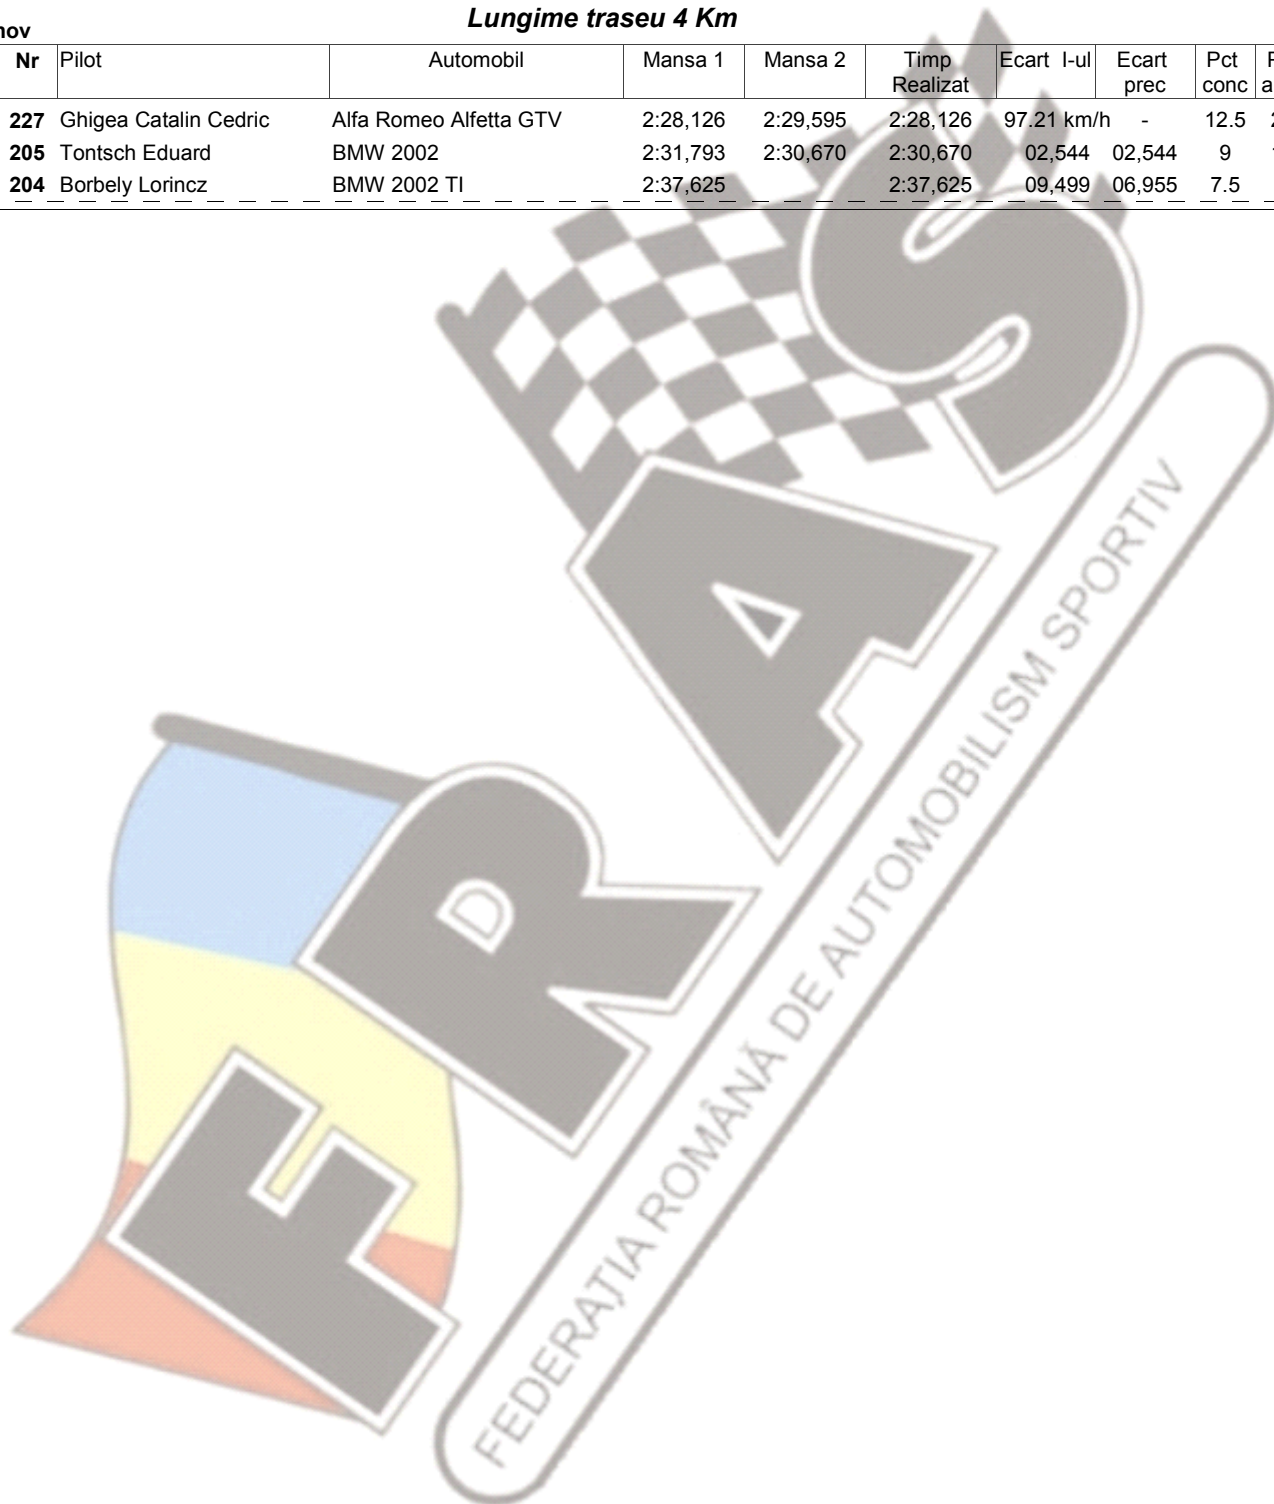 Lungime traseu 4 Km
Nr Pilot Automobil Mansa 1 Mansa 2 Timp Realizat Ecart I-ul Ecart prec Pct conc
227 Ghigea Catalin Cedric Alfa Romeo Alfetta GTV 2:28,126 2:29,595 2:28,126 97.21 km/h - 12.5
205 Tontsch Eduard BMW 2002 2:31,793 2:30,670 2:30,670 02,544 02,544 9
204 Borbely Lorincz BMW 2002 TI 2:37,625 2:37,625 09,499 06,955 7.5
FRAS
FEDERAȚIA ROMÂNĂ DE AUTOMOBILISM SPORTIV